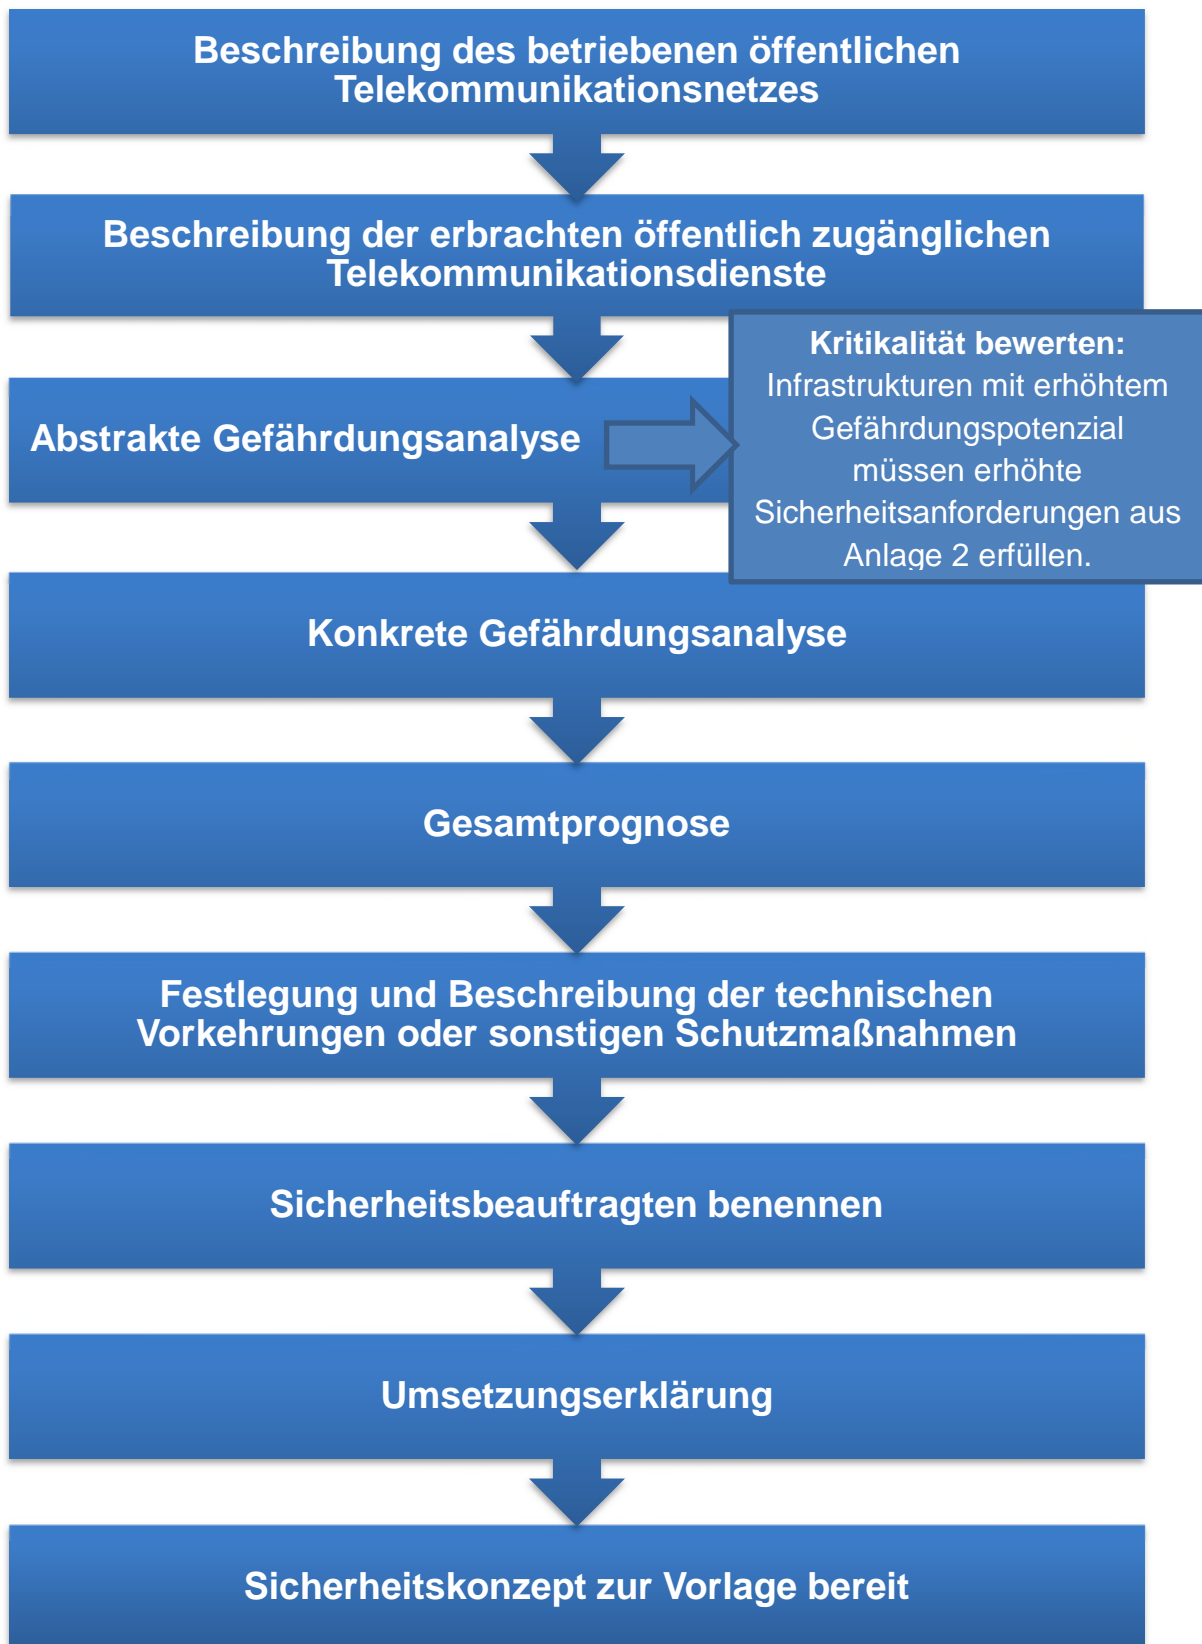 Beschreibung des betriebenen öffentlichen
Telekommunikationsnetzes
Beschreibung der erbrachten öffentlich zugänglichen
Telekommunikationsdienste
Abstrakte Gefährdungsanalyse
Kritikalität bewerten:
Infrastrukturen mit erhöhtem
Gefährdungspotenzial
müssen erhöhte
Sicherheitsanforderungen aus
Anlage 2 erfüllen.
Konkrete Gefährdungsanalyse
Gesamtprognose
Festlegung und Beschreibung der technischen
Vorkehrungen oder sonstigen Schutzmaßnahmen
Sicherheitsbeauftragten benennen
Umsetzungserklärung
Sicherheitskonzept zur Vorlage bereit